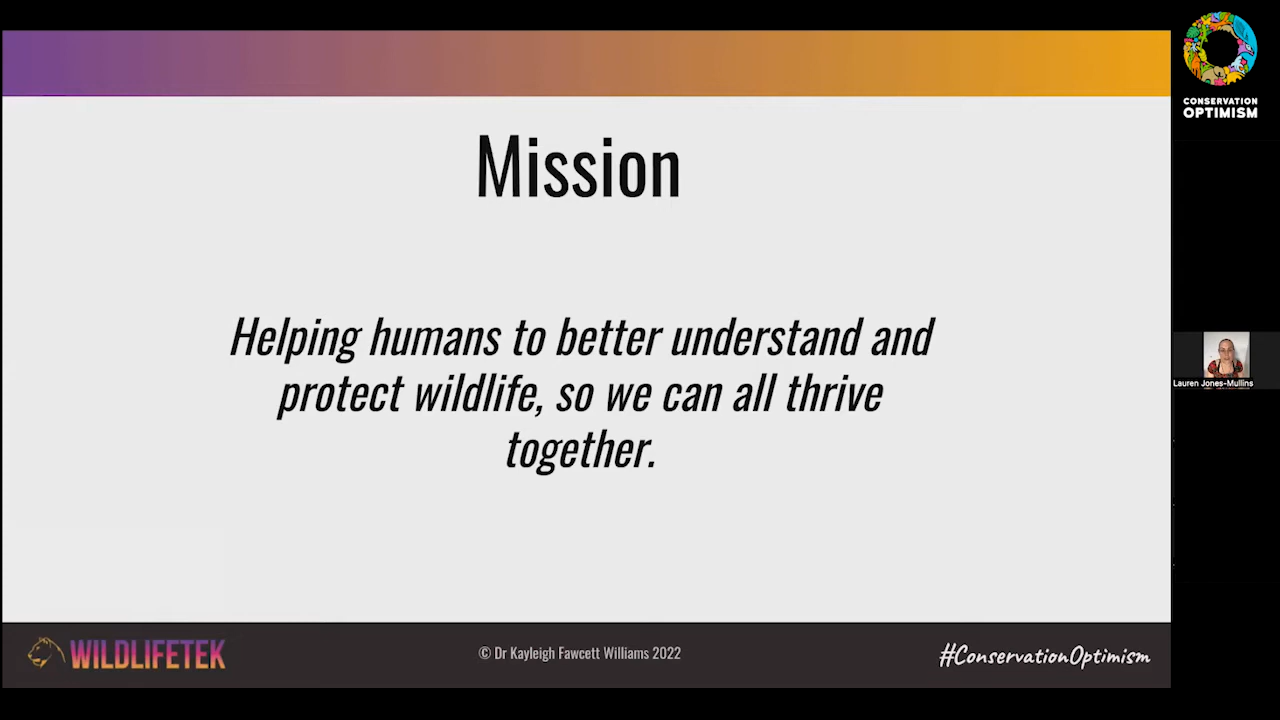 CONSERVATION
OPTIMISM
Mission
Helping humans to better understand and
protect wildlife, so we can all thrive
together.
Lauren Jones-Mullins
WILDLIFETEK
© Dr Kayleigh Fawcett Williams 2022
#ConservationOptimism